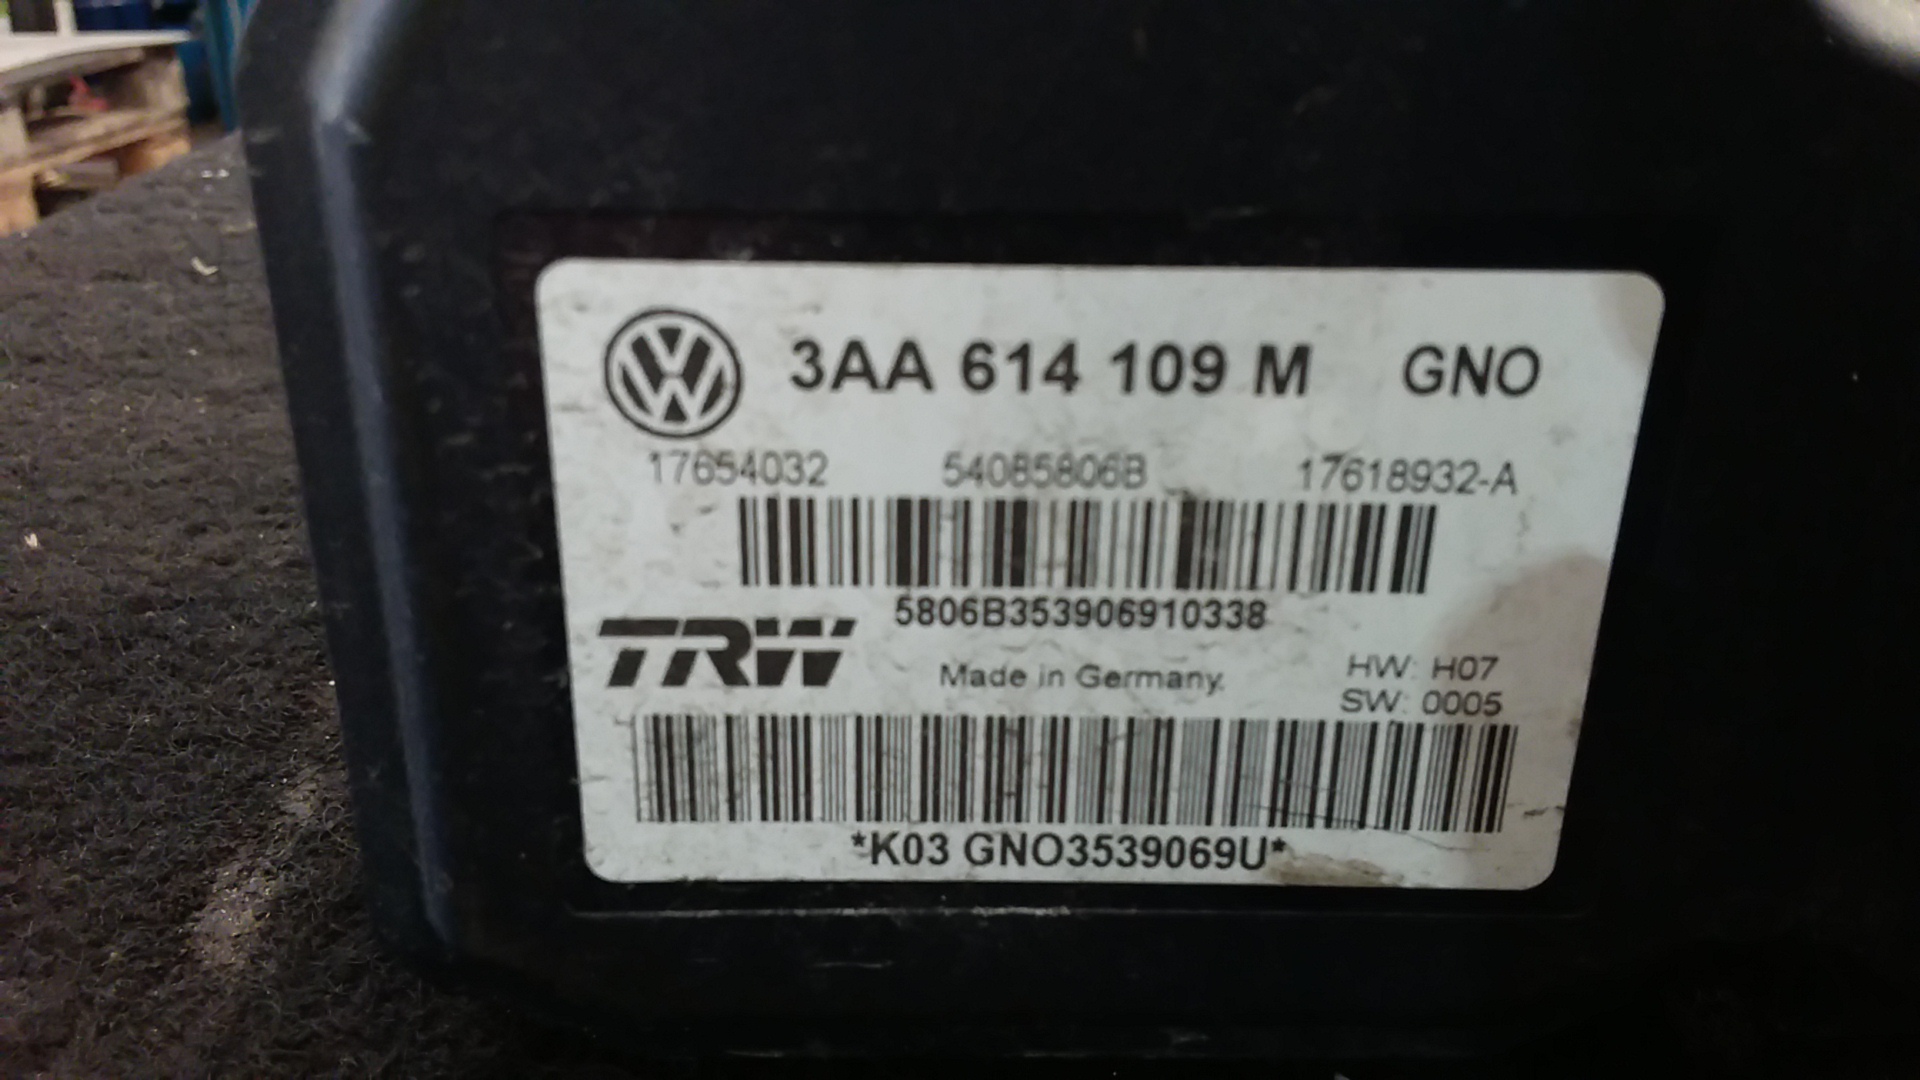 3AA 614 109 M GNO
17654032 54085806B 17618932-A
5806B353906910338
TRW
Made in Germany.
HW: H07
SW: 0005
*K03 GNO3539069U*